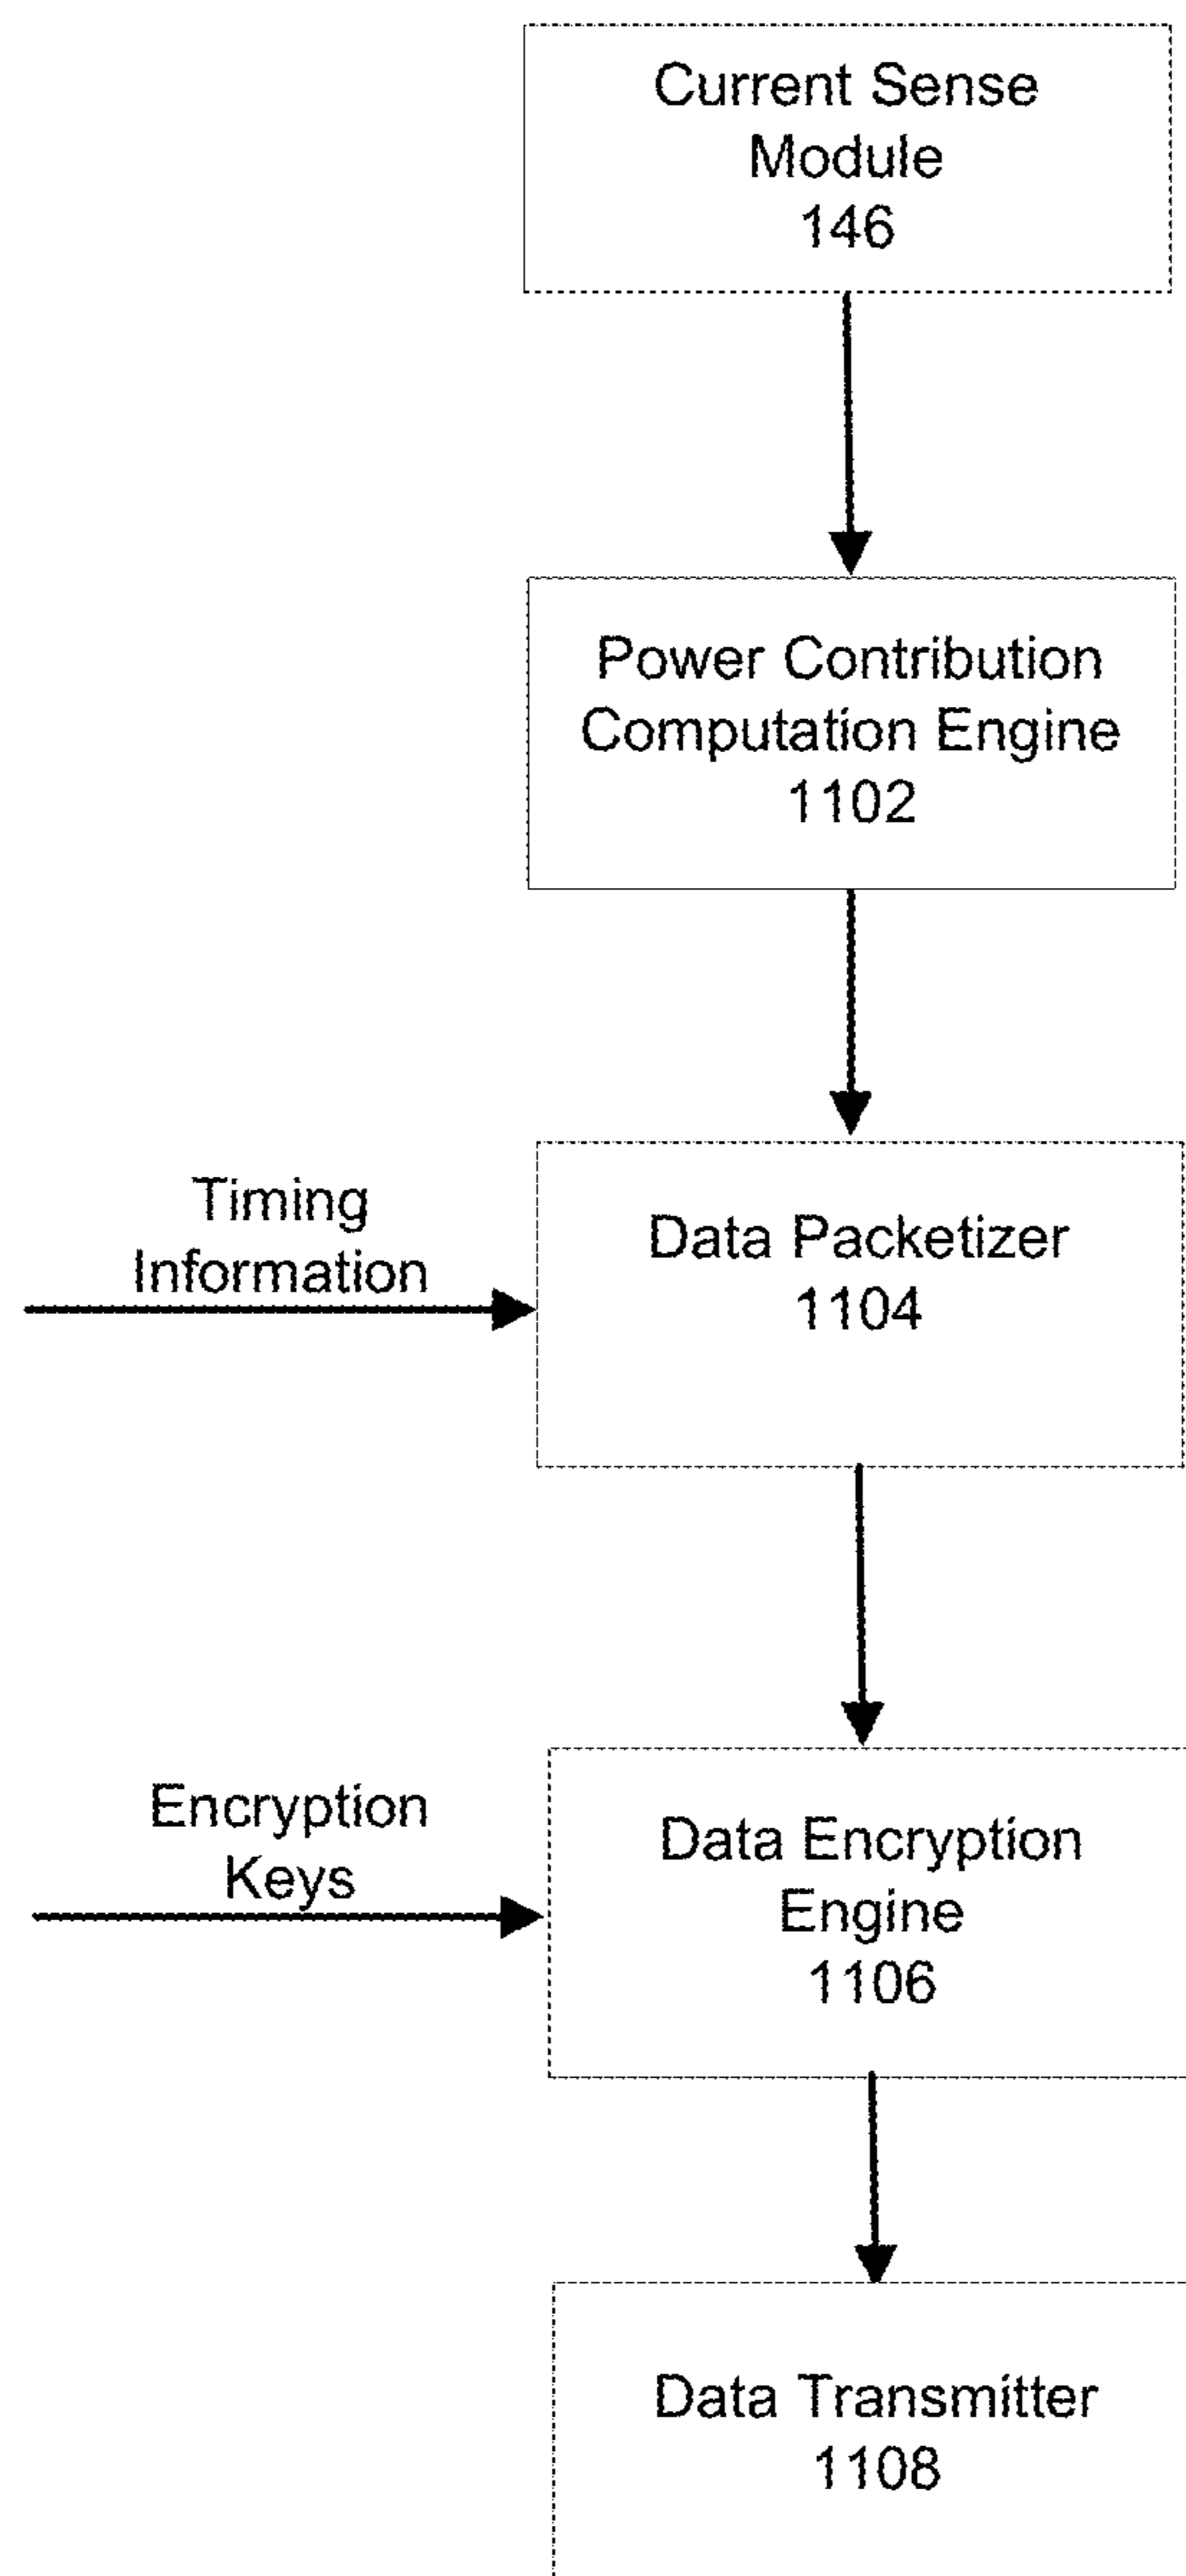 Current Sense
Module
146
Power Contribution
Computation Engine
1102
Timing
Information
Data Packetizer
1104
Encryption
Keys
Data Encryption
Engine
1106
Data Transmitter
1108